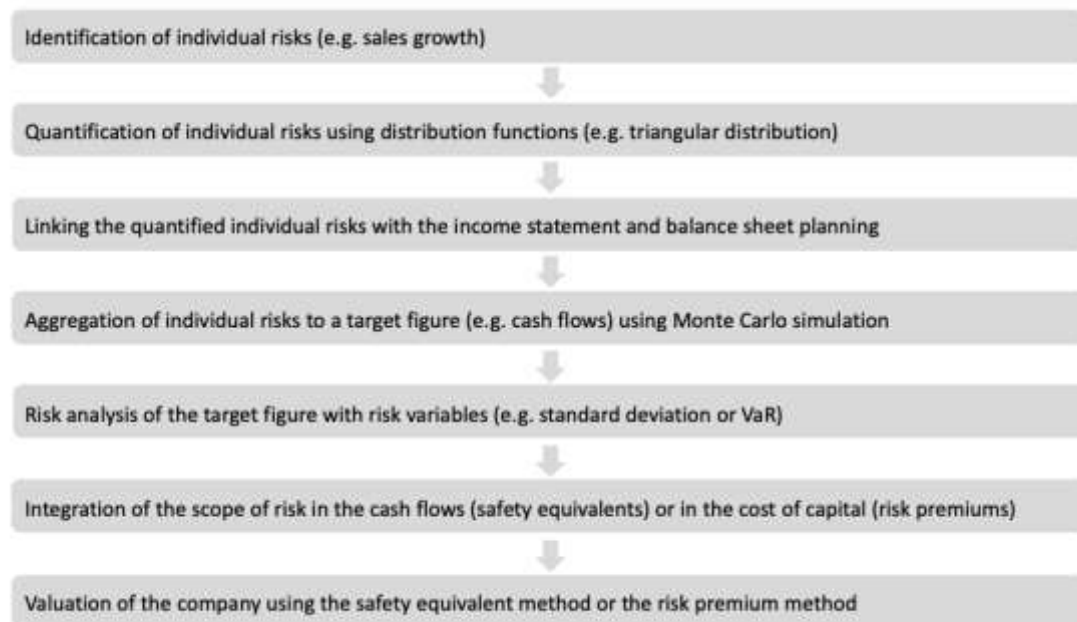 Identification of individual risks (e.g. sales growth)
Quantification of individual risks using distribution functions (e.g. triangular distribution)
Linking the quantified individual risks with the income statement and balance sheet planning
Aggregation of individual risks to a target figure (e.g. cash flows) using Monte Carlo simulation
Risk analysis of the target figure with risk variables (e.g. standard deviation or VaR)
Integration of the scope of risk in the cash flows (safety equivalents) or in the cost of capital (risk premiums)
Valuation of the company using the safety equivalent method or the risk premium method